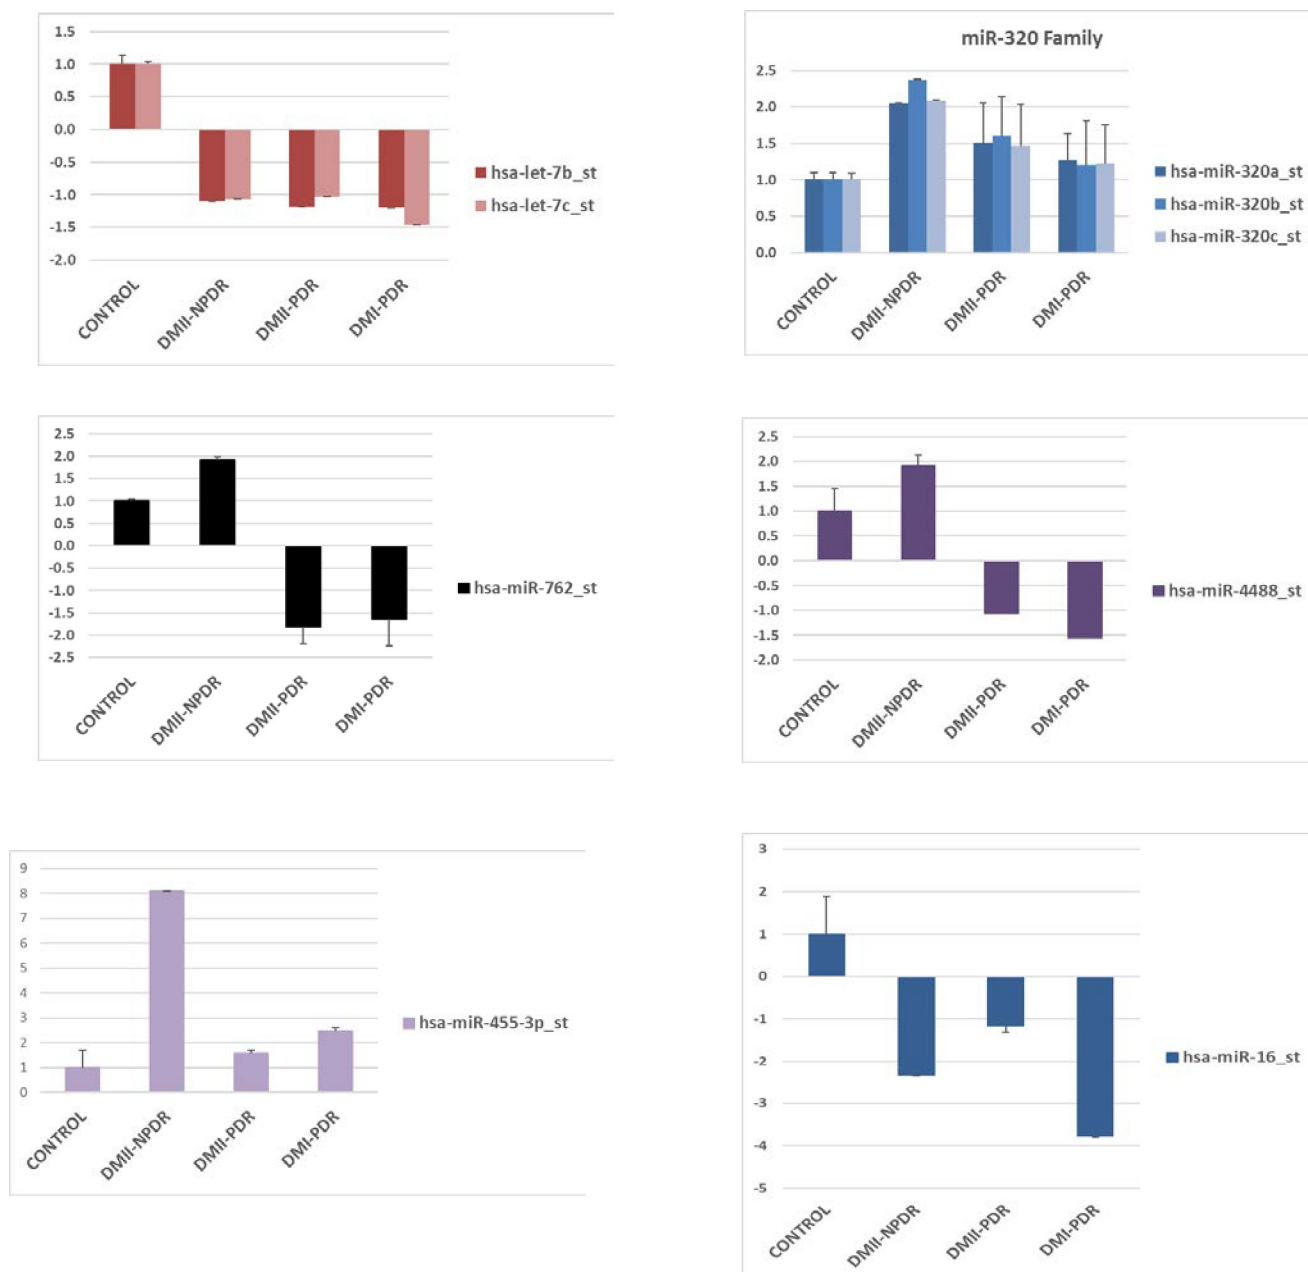 1.5
1.0
0.5
0.0
-0.5
-1.0
-1.5
-2.0
CONTROL
DMII-NPDR
DMII-PDR
DMI-PDR
hsa-let-7b_st
hsa-let-7c_st
miR-320 Family
2.5
2.0
1.5
1.0
0.5
0.0
CONTROL
DMII-NPDR
DMII-PDR
DMI-PDR
hsa-miR-320a_st
hsa-miR-320b_st
hsa-miR-320c_st
2.5
2.0
1.5
1.0
0.5
0.0
-0.5
-1.0
-1.5
-2.0
-2.5
CONTROL
DMII-NPDR
DMII-PDR
DMI-PDR
hsa-miR-762_st
2.5
2.0
1.5
1.0
0.5
0.0
-0.5
-1.0
-1.5
-2.0
CONTROL
DMII-NPDR
DMII-PDR
DMI-PDR
hsa-miR-4488_st
9
8
7
6
5
4
3
2
1
0
CONTROL
DMII-NPDR
DMII-PDR
DMI-PDR
hsa-miR-455-3p_st
3
2
1
0
-1
-2
-3
-4
-5
CONTROL
DMII-NPDR
DMII-PDR
DMI-PDR
hsa-miR-16_st